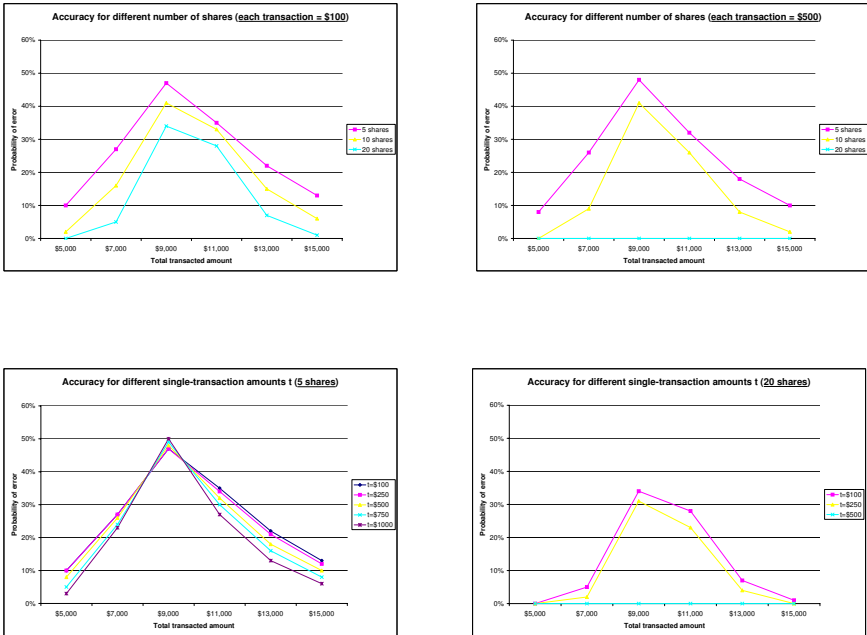 Accuracy for different number of shares (each transaction = $100)
60%
50%
40%
30%
20%
10%
0%
Probability of error
$5,000 $7,000 $9,000 $11,000 $13,000 $15,000
Total transacted amount
5 shares
10 shares
20 shares
Accuracy for different number of shares (each transaction = $500)
60%
50%
40%
30%
20%
10%
0%
Probability of error
$5,000 $7,000 $9,000 $11,000 $13,000 $15,000
Total transacted amount
5 shares
10 shares
20 shares
Accuracy for different single-transaction amounts t (5 shares)
60%
50%
40%
30%
20%
10%
0%
Probability of error
$5,000 $7,000 $9,000 $11,000 $13,000 $15,000
Total transacted amount
t=$100
t=$250
t=$500
t=$750
t=$1000
Accuracy for different single-transaction amounts t (20 shares)
60%
50%
40%
30%
20%
10%
0%
Probability of error
$5,000 $7,000 $9,000 $11,000 $13,000 $15,000
Total transacted amount
t=$100
t=$250
t=$500